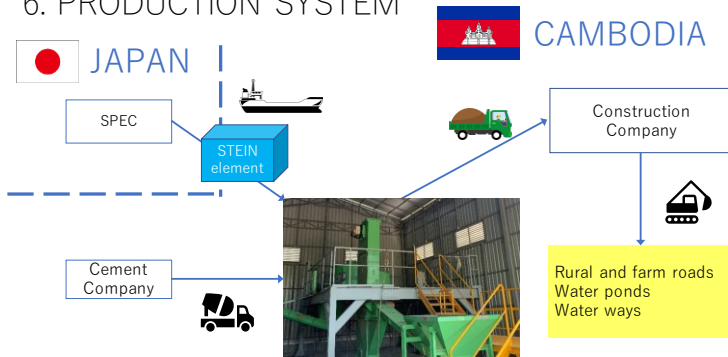 6. PRODUCTION SYSTEM
JAPAN
CAMBODIA
SPEC
STEIN
element
Construction
Company
Cement
Company
Rural and farm roads
Water ponds
Water ways